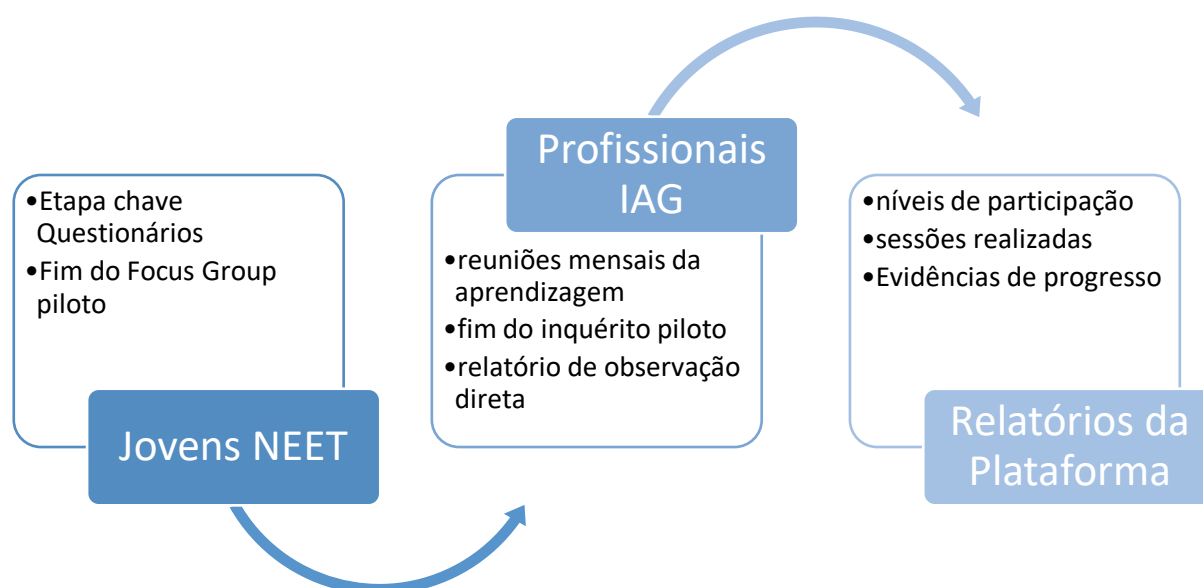 •Etapa chave
Questionários
•Fim do Focus Group
piloto
Jovens NEET
Profissionais
IAG
•reuniões mensais da
aprendizagem
•fim do inquérito piloto
•relatório de observação
direta
•níveis de participação
•sessões realizadas
•Evidências de progresso
Relatórios da
Plataforma